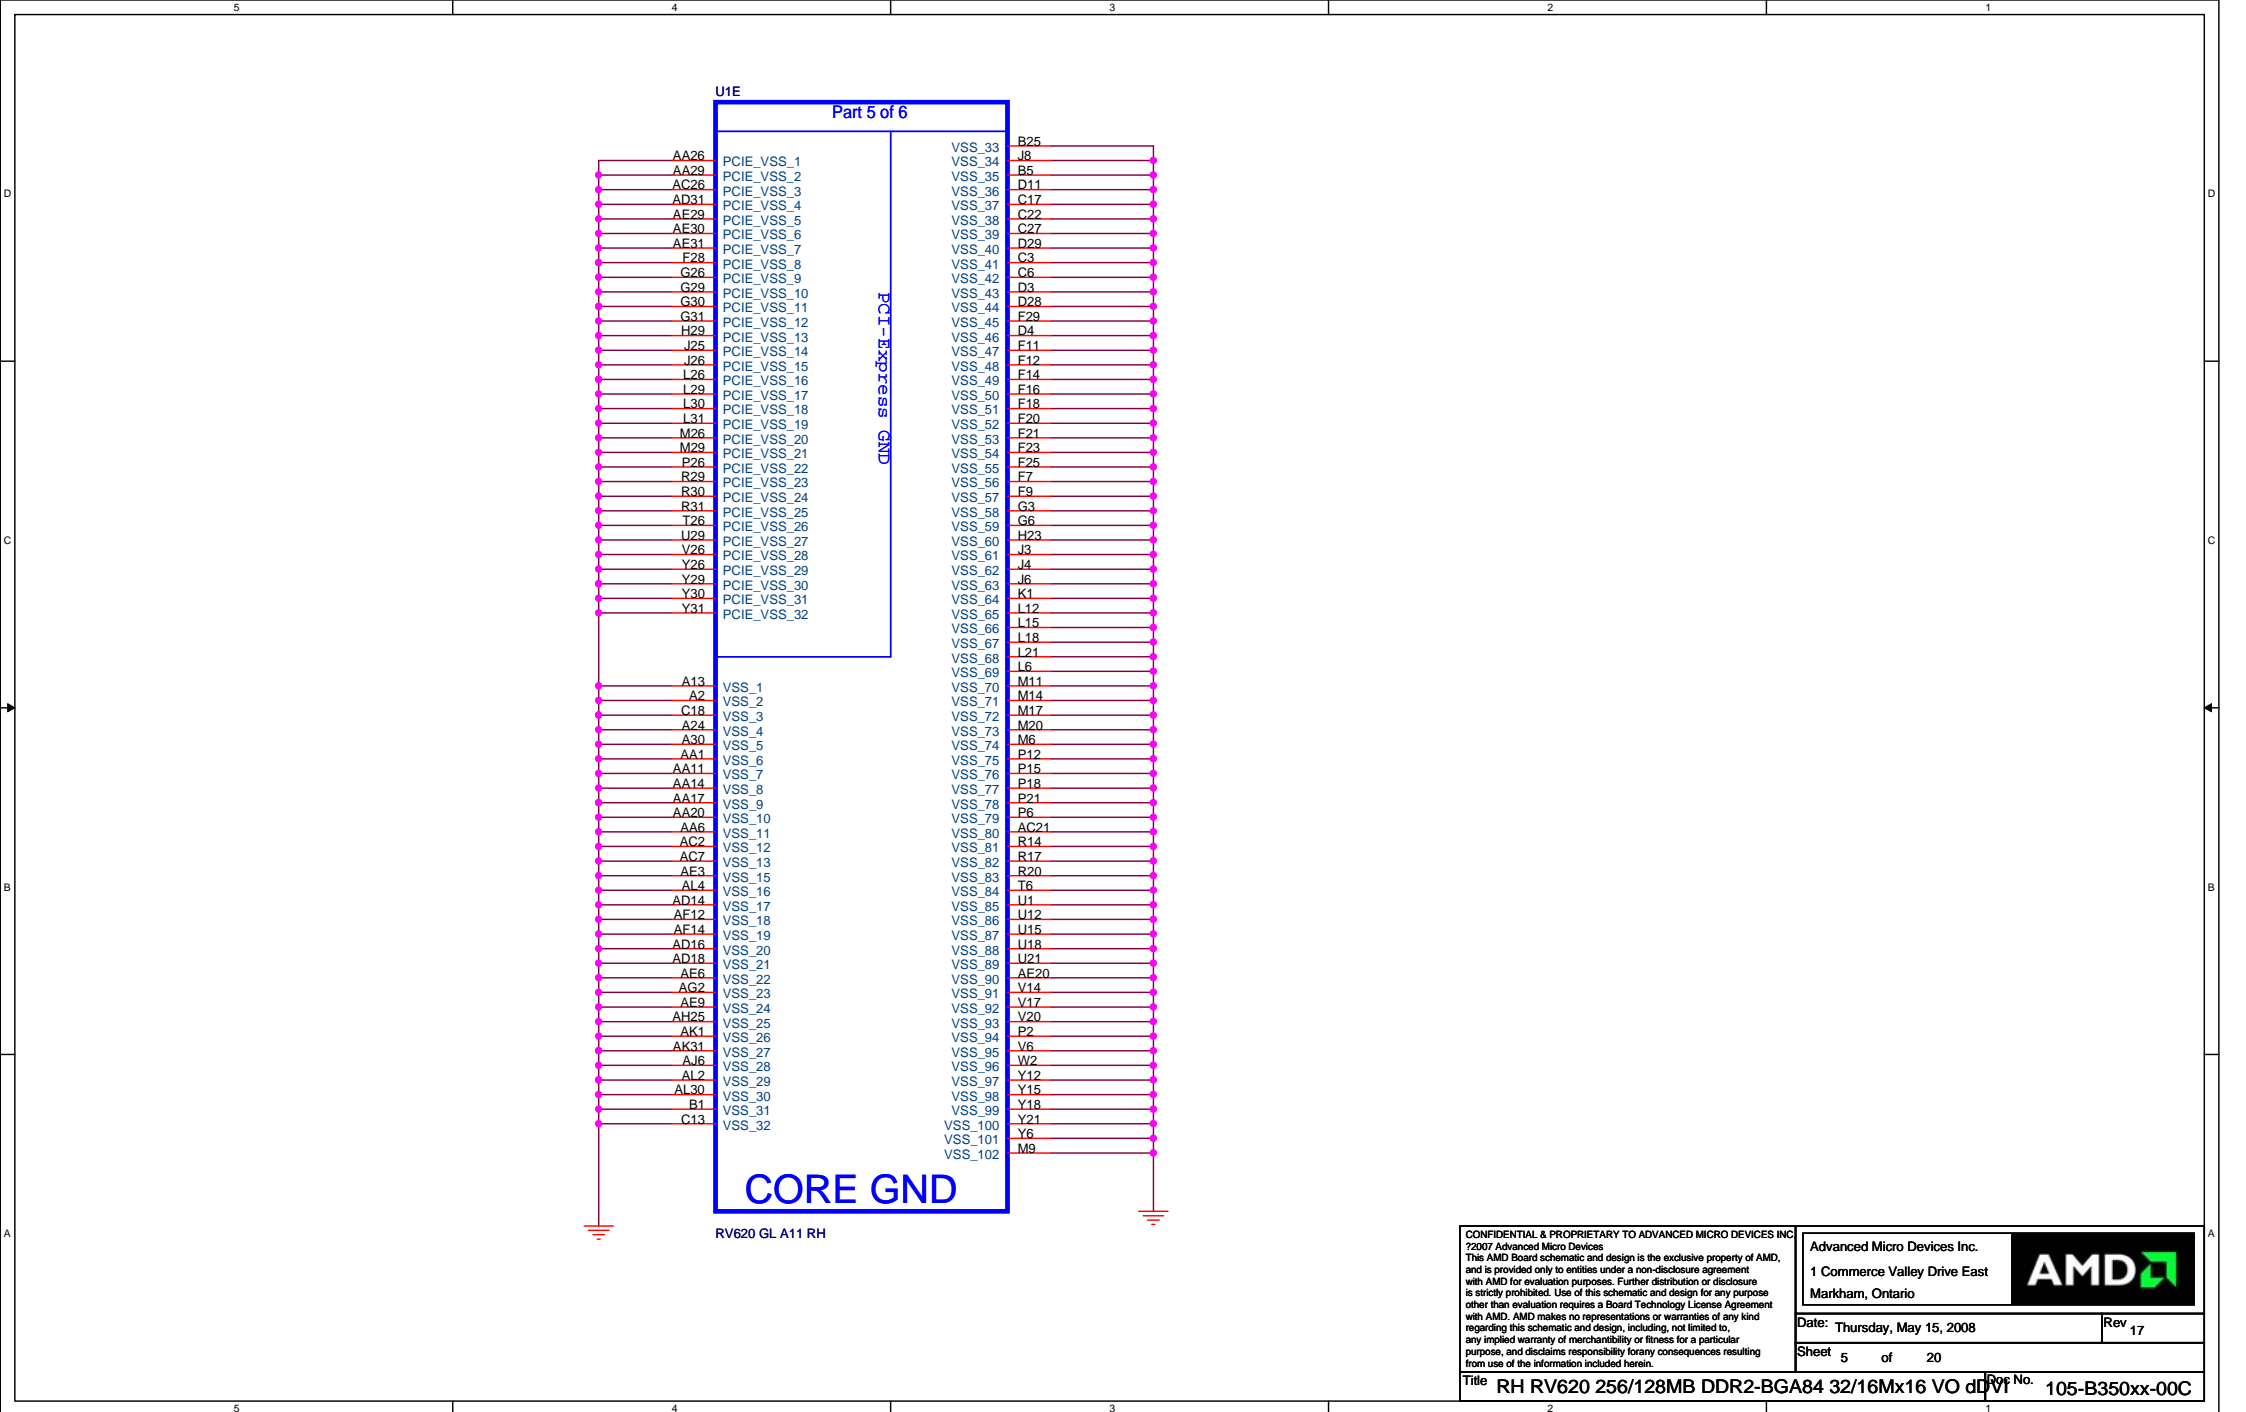 5 4 3 2 1
U1E
Part 5 of 6
D D
C C
B B
A A
AA26 PCIE_VSS_1
AA29 PCIE_VSS_2
AC26 PCIE_VSS_3
AD31 PCIE_VSS_4
AE29 PCIE_VSS_5
AE30 PCIE_VSS_6
AE31 PCIE_VSS_7
F28 PCIE_VSS_8
G26 PCIE_VSS_9
G29 PCIE_VSS_10
G30 PCIE_VSS_11
G31 PCIE_VSS_12
H29 PCIE_VSS_13
J25 PCIE_VSS_14
J26 PCIE_VSS_15
L26 PCIE_VSS_16
L29 PCIE_VSS_17
L30 PCIE_VSS_18
L31 PCIE_VSS_19
M26 PCIE_VSS_20
M29 PCIE_VSS_21
P26 PCIE_VSS_22
R29 PCIE_VSS_23
R30 PCIE_VSS_24
R31 PCIE_VSS_25
T26 PCIE_VSS_26
U29 PCIE_VSS_27
V26 PCIE_VSS_28
Y26 PCIE_VSS_29
Y29 PCIE_VSS_30
Y30 PCIE_VSS_31
Y31 PCIE_VSS_32
PCI-Express GND
A13 VSS_1
A2 VSS_2
C18 VSS_3
A24 VSS_4
A30 VSS_5
AA1 VSS_6
AA11 VSS_7
AA14 VSS_8
AA17 VSS_9
AA20 VSS_10
AA6 VSS_11
AC2 VSS_12
AC7 VSS_13
AE3 VSS_15
AL4 VSS_16
AD14 VSS_17
AF12 VSS_18
AF14 VSS_19
AD16 VSS_20
AD18 VSS_21
AE6 VSS_22
AG2 VSS_23
AE9 VSS_24
AH25 VSS_25
AK1 VSS_26
AK31 VSS_27
AJ6 VSS_28
AL2 VSS_29
AL30 VSS_30
B1 VSS_31
C13 VSS_32
VSS_33 B25
VSS_34 J8
VSS_35 B5
VSS_36 D11
VSS_37 C17
VSS_38 C22
VSS_39 C27
VSS_40 D29
VSS_41 C3
VSS_42 C6
VSS_43 D3
VSS_44 D28
VSS_45 F29
VSS_46 D4
VSS_47 F11
VSS_48 F12
VSS_49 F14
VSS_50 F16
VSS_51 F18
VSS_52 F20
VSS_53 F21
VSS_54 F23
VSS_55 F25
VSS_56 F7
VSS_57 F9
VSS_58 G3
VSS_59 G6
VSS_60 H23
VSS_61 J3
VSS_62 J4
VSS_63 J6
VSS_64 K1
VSS_65 L12
VSS_66 L15
VSS_67 L18
VSS_68 L21
VSS_69 L6
VSS_70 M11
VSS_71 M14
VSS_72 M17
VSS_73 M20
VSS_74 M6
VSS_75 P12
VSS_76 P15
VSS_77 P18
VSS_78 P21
VSS_79 P6
VSS_80 AC21
VSS_81 R14
VSS_82 R17
VSS_83 R20
VSS_84 T6
VSS_85 U1
VSS_86 U12
VSS_87 U15
VSS_88 U18
VSS_89 U21
VSS_90 AE20
VSS_91 V14
VSS_92 V17
VSS_93 V20
VSS_94 P2
VSS_95 V6
VSS_96 W2
VSS_97 Y12
VSS_98 Y15
VSS_99 Y18
VSS_100 Y21
VSS_101 Y6
VSS_102 M9
CORE GND
RV620 GL A11 RH
CONFIDENTIAL & PROPRIETARY TO ADVANCED MICRO DEVICES INC
?2007 Advanced Micro Devices
This AMD Board schematic and design is the exclusive property of AMD,
and is provided only to entities under a non-disclosure agreement
with AMD for evaluation purposes. Further distribution or disclosure
is strictly prohibited. Use of this schematic and design for any purpose
other than evaluation requires a Board Technology License Agreement
with AMD. AMD makes no representations or warranties of any kind
regarding this schematic and design, including, not limited to,
any implied warranty of merchantibility or fitness for a particular
purpose, and disclaims responsibility forany consequences resulting
from use of the information included herein.
Advanced Micro Devices Inc.
1 Commerce Valley Drive East
Markham, Ontario
AMD
Date: Thursday, May 15, 2008
Rev 17
Sheet 5 of 20
Title RH RV620 256/128MB DDR2-BGA84 32/16Mx16 VO dDVI
Doc No. 105-B350xx-00C
5 4 3 2 1